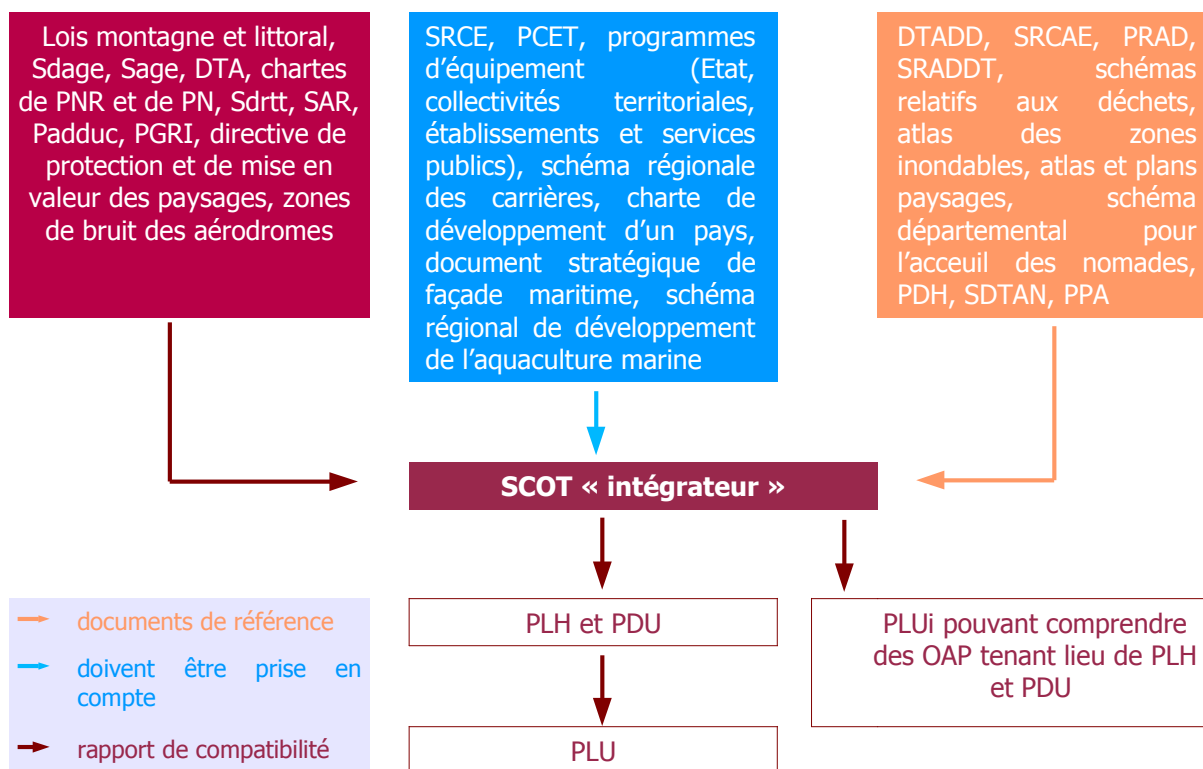 Lois montagne et littoral,
Sdage, Sage, DTA, chartes
de PNR et de PN, Sdrtt, SAR,
Padduc, PGRI, directive de
protection et de mise en
valeur des paysages, zones
de bruit des aérodromes
SRCE, PCET, programmes
d’équipement (Etat,
collectivités territoriales,
établissements et services
publics), schéma régionale
des carrières, charte de
développement d’un pays,
document stratégique de
façade maritime, schéma
régional de développement
de l’aquaculture marine
DTADD, SRCAE, PRAD,
SRADDT, schémas
relatifs aux déchets,
atlas des zones
inondables, atlas et plans
paysages, schéma
départemental pour
l’acceuil des nomades,
PDH, SDTAN, PPA
SCOT « intégrateur »
PLH et PDU
PLUi pouvant comprendre
des OAP tenant lieu de PLH
et PDU
PLU
documents de référence
doivent être prise en
compte
rapport de compatibilité